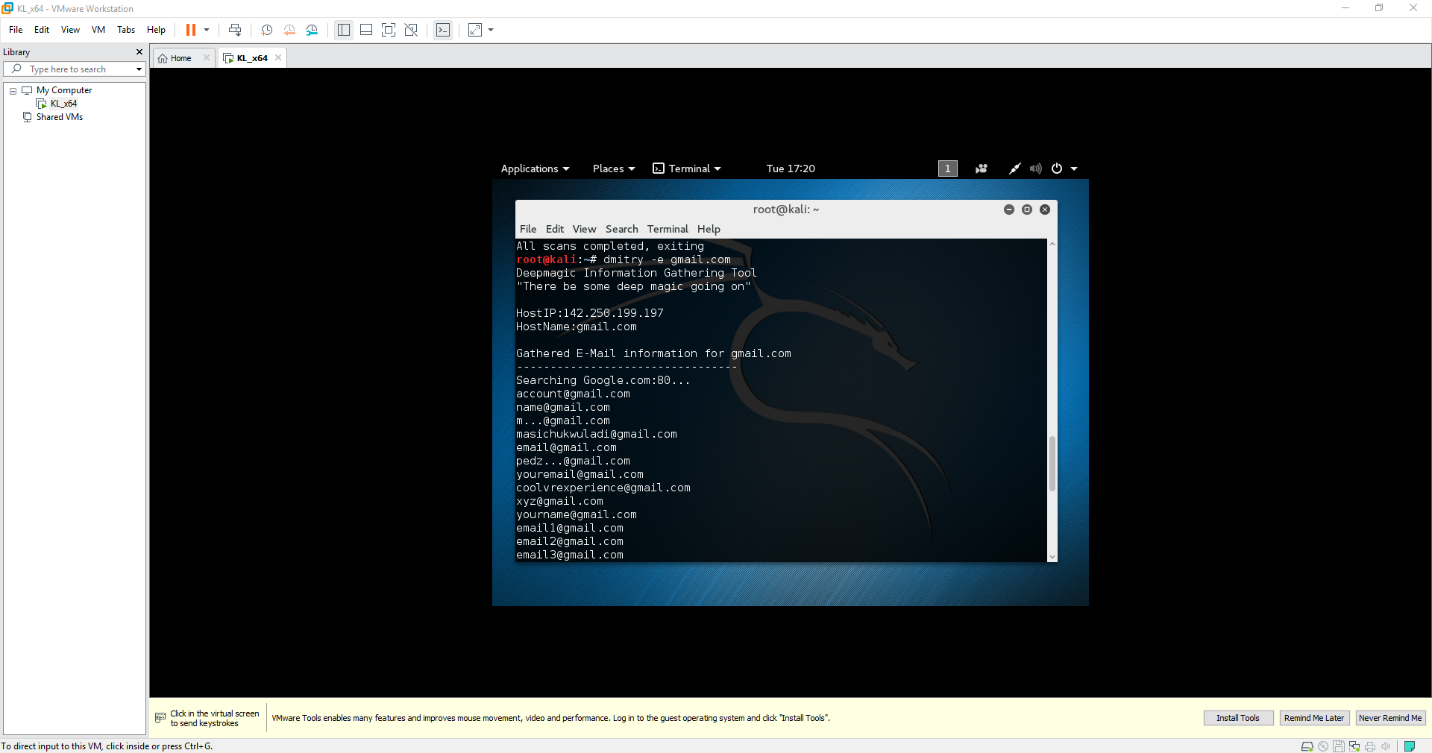 KL_x64 - VMware Workstation
File Edit View VM Tabs Help
Library
Type here to search
My Computer
KL_x64
Shared VMs
Home
KL_x64
Applications Places Terminal Tue 17:20 1
root@kali: ~
File Edit View Search Terminal Help
All scans completed, exiting
root@kali:~# dmitry -e gmail.com
Deepmagic Information Gathering Tool
"There be some deep magic going on"
HostIP:142.250.199.197
HostName:gmail.com
Gathered E-Mail information for gmail.com
---------------------------------
Searching Google.com:80...
account@gmail.com
name@gmail.com
m...@gmail.com
masichukwuladi@gmail.com
email@gmail.com
pedz...@gmail.com
youremail@gmail.com
coolvrexperience@gmail.com
xyz@gmail.com
yourname@gmail.com
email1@gmail.com
email2@gmail.com
email3@gmail.com
Click in the virtual screen
to send keystrokes
VMware Tools enables many features and improves mouse movement, video and performance. Log in to the guest operating system and click "Install Tools".
Install Tools Remind Me Later Never Remind Me
To direct input to this VM, click inside or press Ctrl+G.